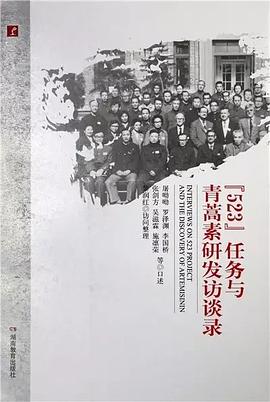 『523』任务与
青蒿素研发访谈录
INTERVIEWS ON 523 PROJECT
AND THE DISCOVERY OF ARTEMISININ
屠呦呦 罗泽渊 李国桥
张剑方 吴滋霖 施凛荣 等◎口述
黎润红◎访问整理
湖南教育出版社